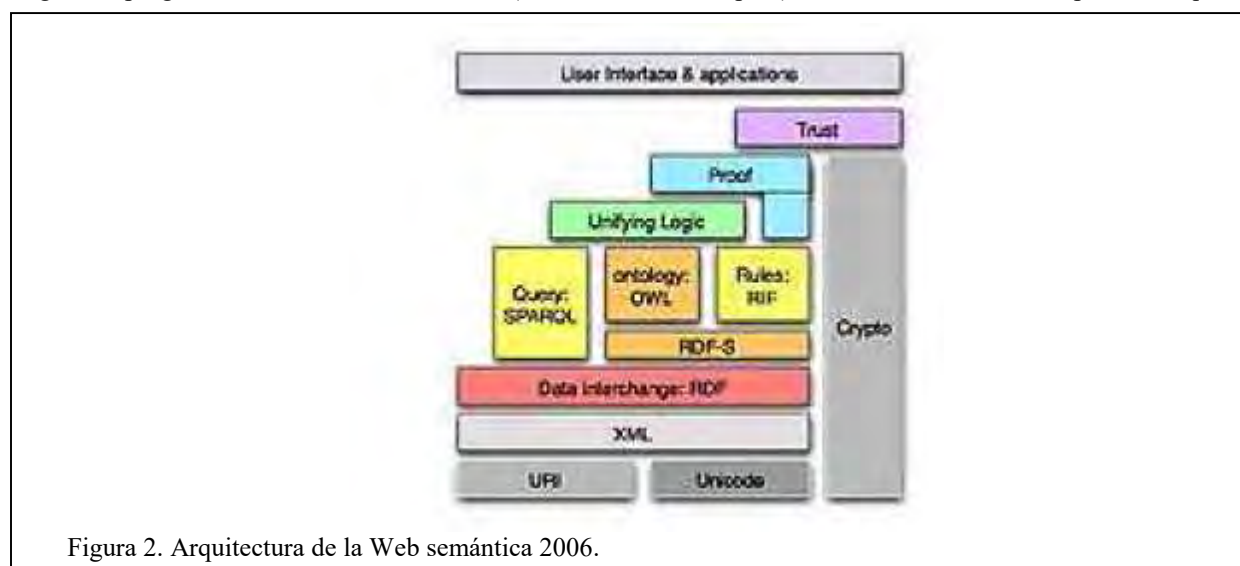 User Interface & applications
Trust
Proof
Unifying Logic
Query:
SPARQL
ontology:
OWL
Rules:
RIF
Crypto
RDF-S
Data interchange: RDF
XML
URI
Unicode
Figura 2. Arquitectura de la Web semántica 2006.